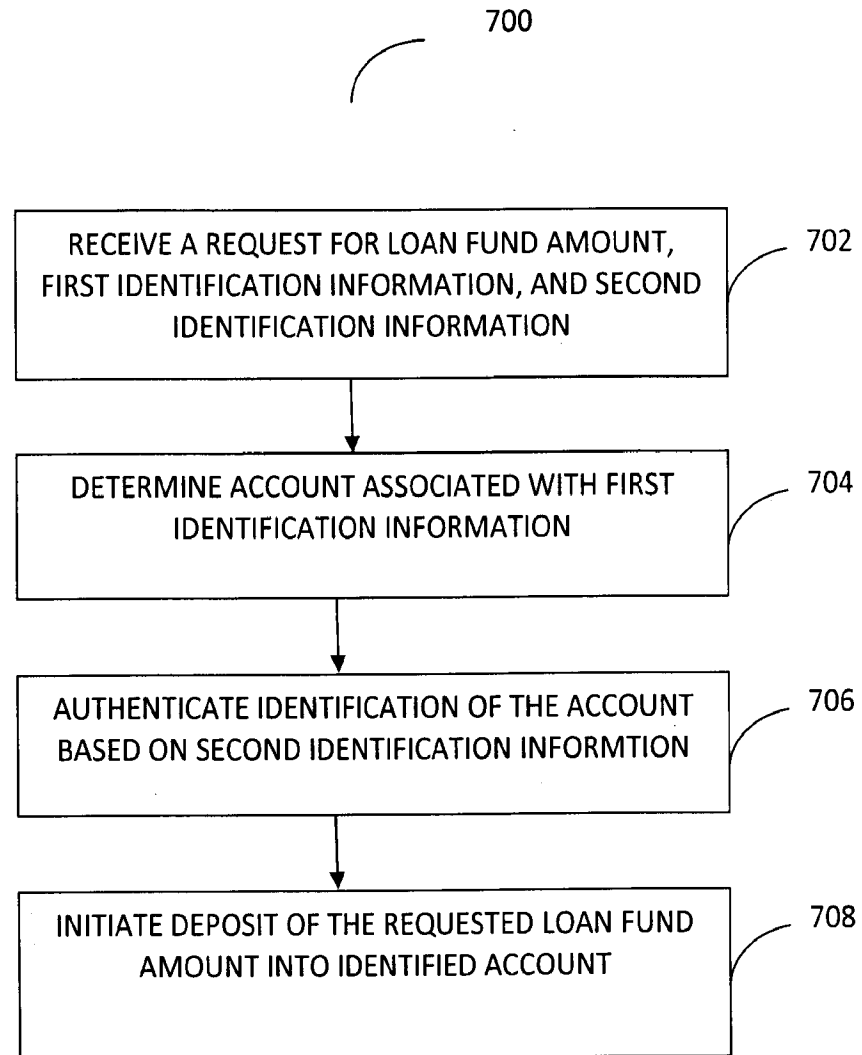 700
RECEIVE A REQUEST FOR LOAN FUND AMOUNT,
FIRST IDENTIFICATION INFORMATION, AND SECOND
IDENTIFICATION INFORMATION
702
DETERMINE ACCOUNT ASSOCIATED WITH FIRST
IDENTIFICATION INFORMATION
704
AUTHENTICATE IDENTIFICATION OF THE ACCOUNT
BASED ON SECOND IDENTIFICATION INFORMTION
706
INITIATE DEPOSIT OF THE REQUESTED LOAN FUND
AMOUNT INTO IDENTIFIED ACCOUNT
708